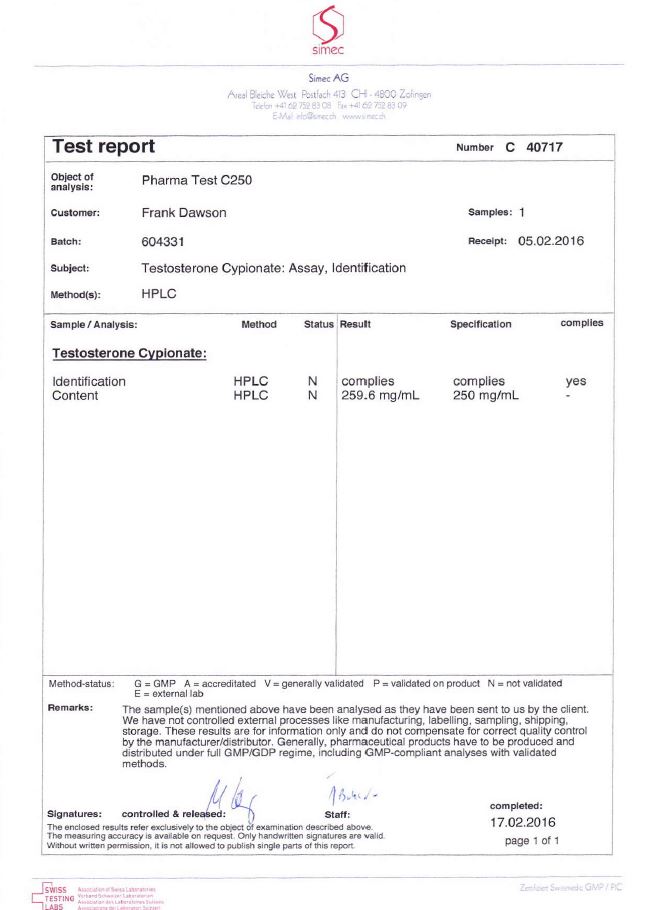 simec
Simec AG
Areal Bleiche West Postfach 413 CH - 4800 Zofingen
Telefon +41 62 752 83 08 Fax +41 62 752 83 09
E-Mail info@simec.ch www.simec.ch
Test report Number C 40717
Object of analysis: Pharma Test C250
Customer: Frank Dawson Samples: 1
Batch: 604331 Receipt: 05.02.2016
Subject: Testosterone Cypionate: Assay, Identification
Method(s): HPLC
Sample / Analysis: Method Status Result Specification complies
Testosterone Cypionate:
Identification HPLC N complies complies yes
Content HPLC N 259.6 mg/mL 250 mg/mL -
Method-status: G = GMP A = accreditated V = generally validated P = validated on product N = not validated
E = external lab
Remarks: The sample(s) mentioned above have been analysed as they have been sent to us by the client.
We have not controlled external processes like manufacturing, labelling, sampling, shipping,
storage. These results are for information only and do not compensate for correct quality control
by the manufacturer/distributor. Generally, pharmaceutical products have to be produced and
distributed under full GMP/GDP regime, including GMP-compliant analyses with validated
methods.
Signatures: controlled & released: Staff: completed:
17.02.2016
The enclosed results refer exclusively to the object of examination described above.
The measuring accuracy is available on request. Only handwritten signatures are valid.
Without written permission, it is not allowed to publish single parts of this report.
page 1 of 1
SWISS TESTING LABS
Association of Swiss Laboratories
Verband Schweizer Laboratorien
Association des Laboratoires Suisses
Associazione dei Laboratori Svizzeri
Zertifiziert Swissmedic GMP / PIC